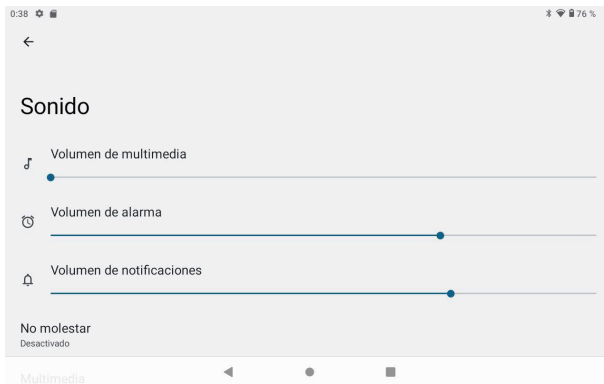 0:38 76 %
Sonido
Volumen de multimedia
Volumen de alarma
Volumen de notificaciones
No molestar
Desactivado
Multimedia